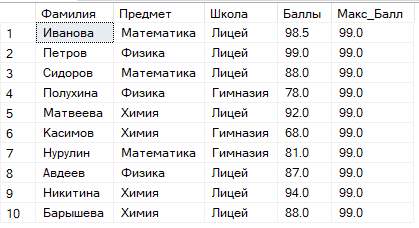 Фамилия Предмет Школа Баллы Макс_Балл
1 Иванова Математика Лицей 98.5 99.0
2 Петров Физика Лицей 99.0 99.0
3 Сидоров Математика Лицей 88.0 99.0
4 Полухина Физика Гимназия 78.0 99.0
5 Матвеева Химия Лицей 92.0 99.0
6 Касимов Химия Гимназия 68.0 99.0
7 Нурулин Математика Гимназия 81.0 99.0
8 Авдеев Физика Лицей 87.0 99.0
9 Никитина Химия Лицей 94.0 99.0
10 Барышева Химия Лицей 88.0 99.0